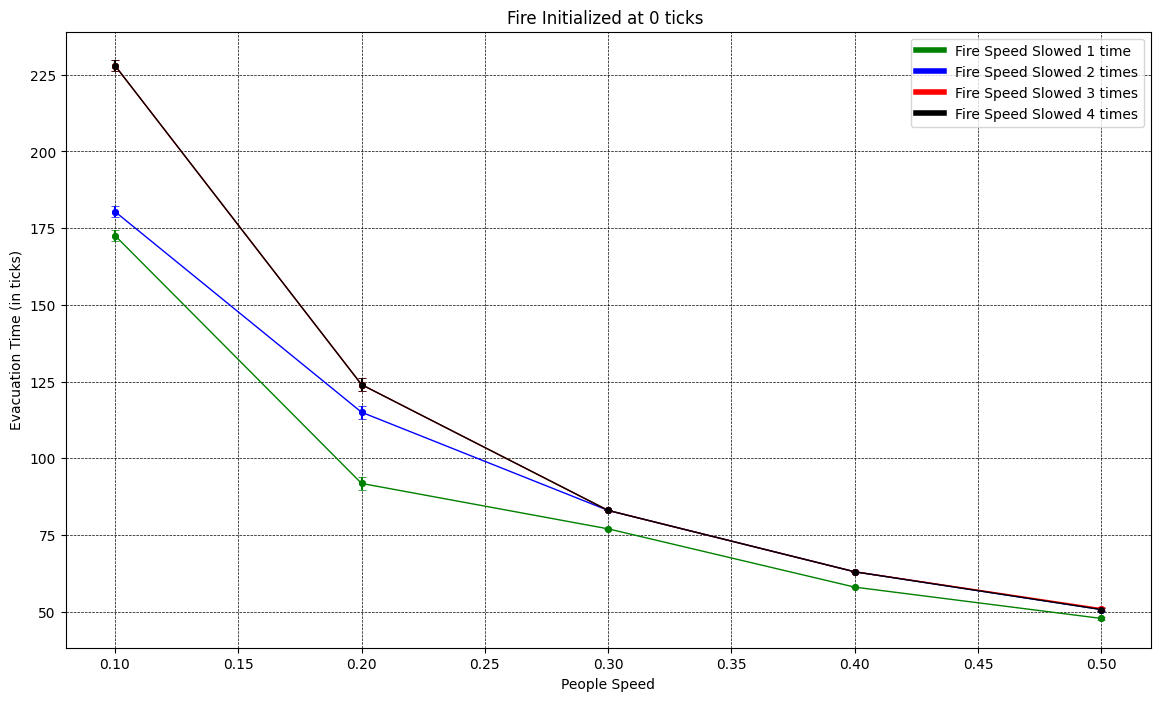 Fire Initialized at 0 ticks
Fire Speed Slowed 1 time
Fire Speed Slowed 2 times
Fire Speed Slowed 3 times
Fire Speed Slowed 4 times
Evacuation Time (in ticks)
225
200
175
150
125
100
75
50
0.10 0.15 0.20 0.25 0.30 0.35 0.40 0.45 0.50
People Speed